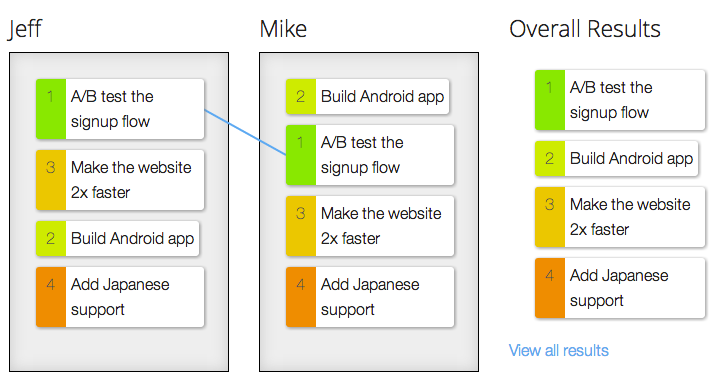 Jeff
1 A/B test the
signup flow
3 Make the website
2x faster
2 Build Android app
4 Add Japanese
support
Mike
2 Build Android app
1 A/B test the
signup flow
3 Make the website
2x faster
4 Add Japanese
support
Overall Results
1 A/B test the
signup flow
2 Build Android app
3 Make the website
2x faster
4 Add Japanese
support
View all results